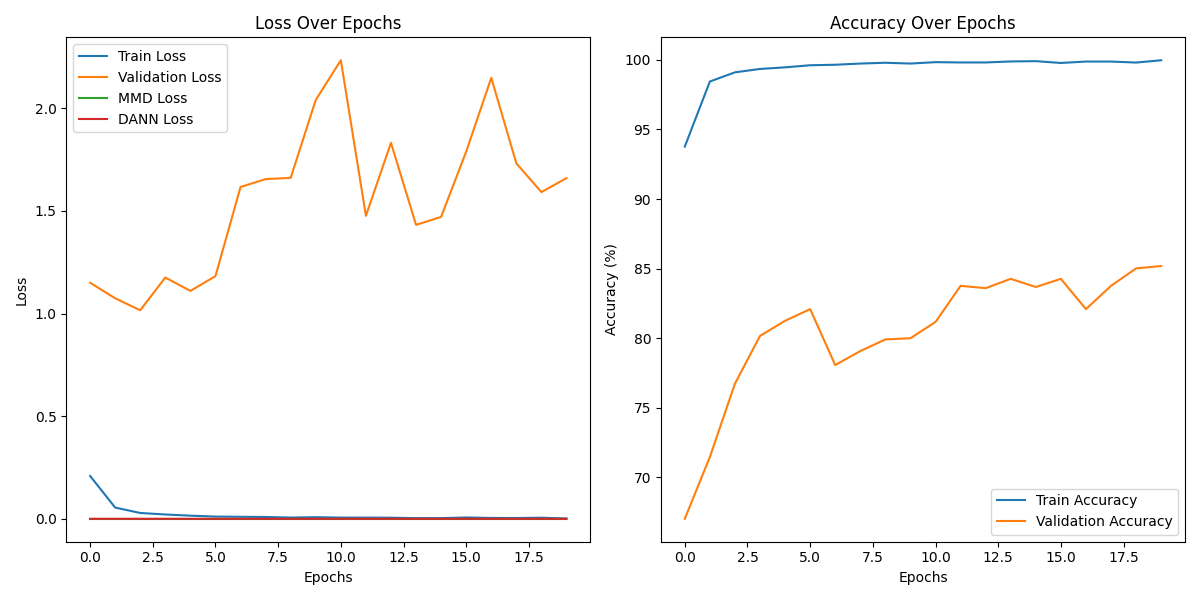 Loss Over Epochs
Train Loss
Validation Loss
MMD Loss
DANN Loss
2.0
1.5
1.0
0.5
0.0
Loss
0.0 2.5 5.0 7.5 10.0 12.5 15.0 17.5
Epochs
Accuracy Over Epochs
100
95
90
85
80
75
70
Accuracy (%)
Train Accuracy
Validation Accuracy
0.0 2.5 5.0 7.5 10.0 12.5 15.0 17.5
Epochs